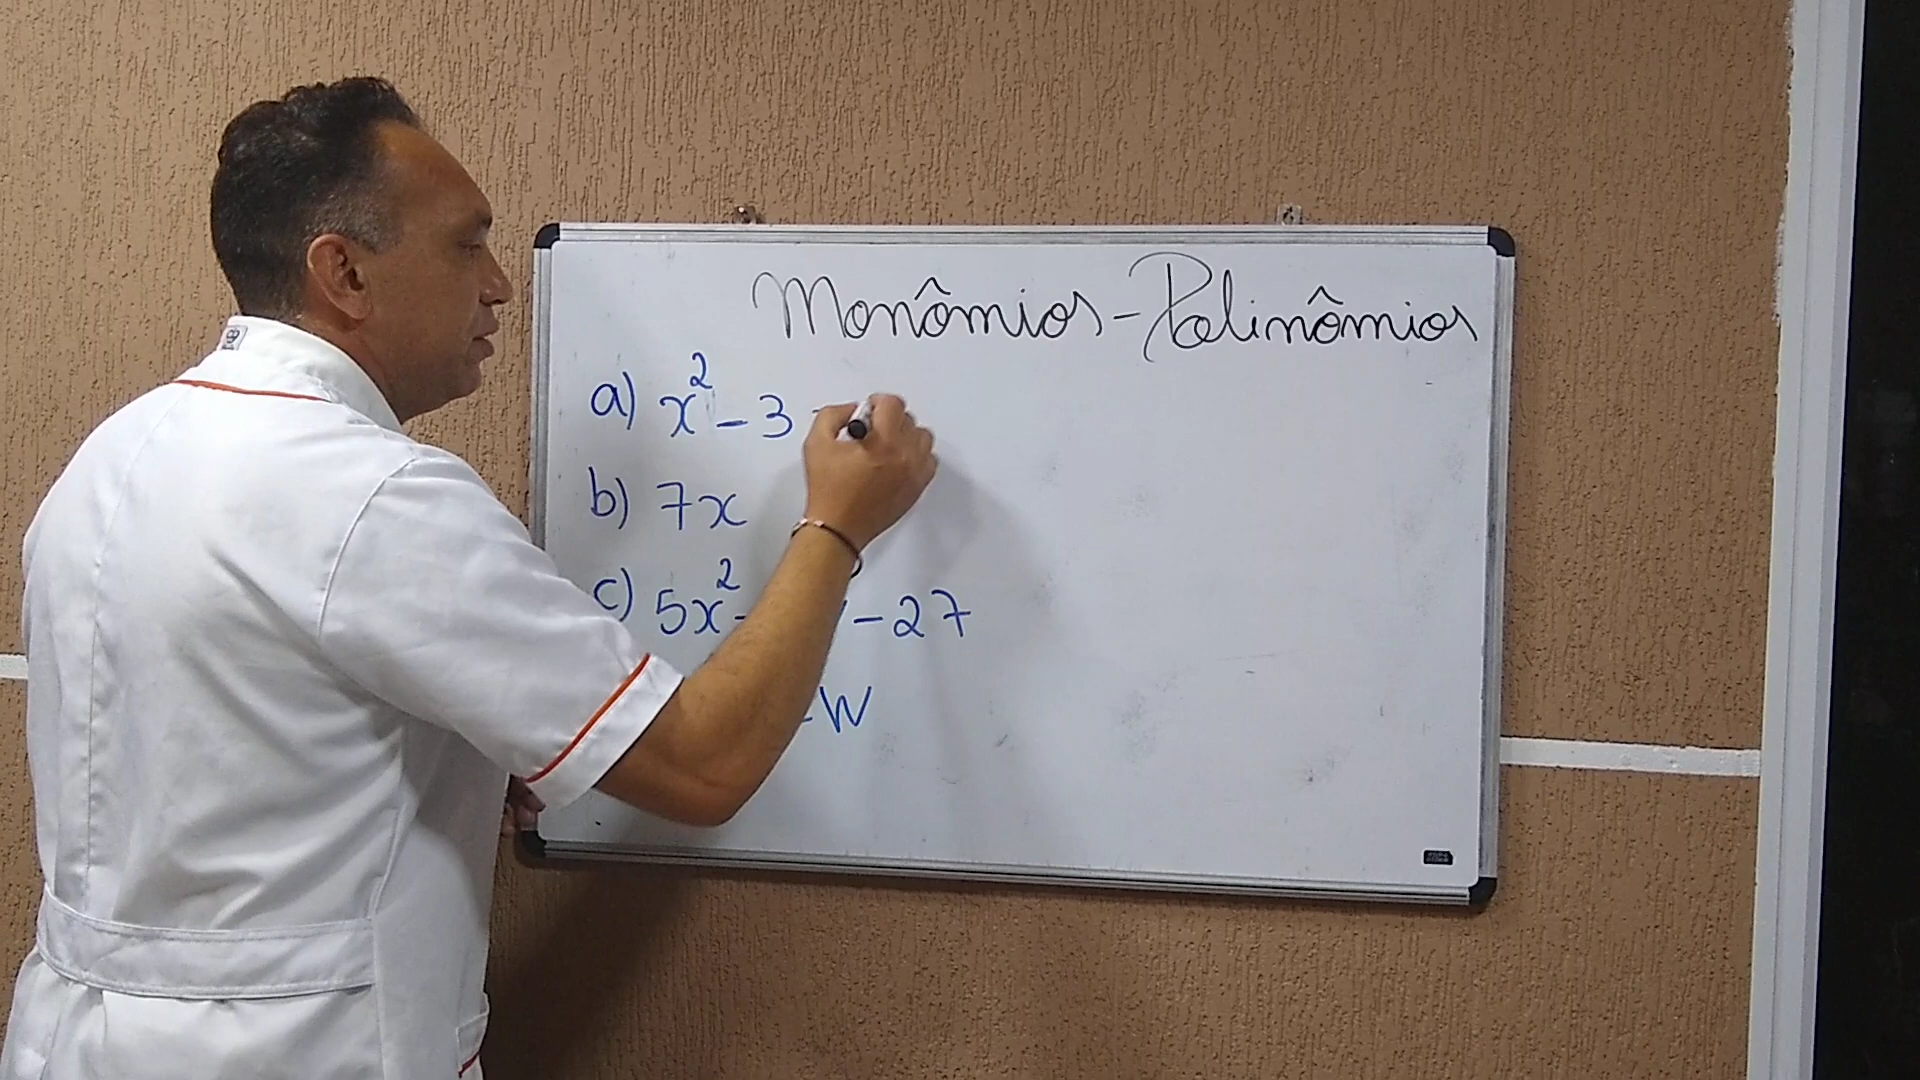 Monômios - Polinômios
a) x² - 3
b) 7x
c) 5x² - - 27
- W